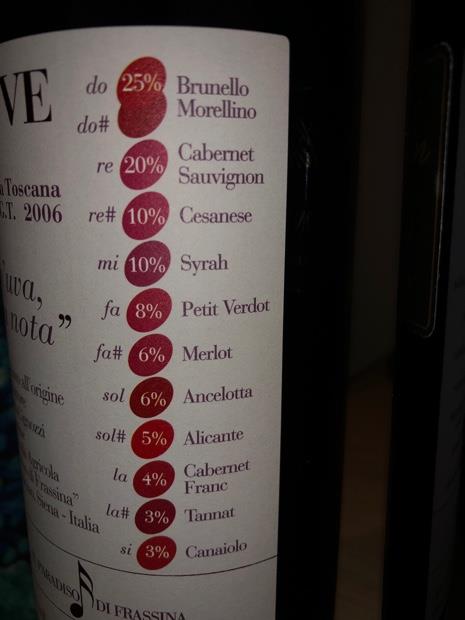 VE
Toscana
G.T. 2006
uva,
nota”
all'origine
Agricola
Frassina”
Siena - Italia
do 25% Brunello
do# Morellino
re 20% Cabernet
Sauvignon
re# 10% Cesanese
mi 10% Syrah
fa 8% Petit Verdot
fa# 6% Merlot
sol 6% Ancelotta
sol# 5% Alicante
la 4% Cabernet
Franc
la# 3% Tannat
si 3% Canaiolo
PARADISO DI FRASSINA